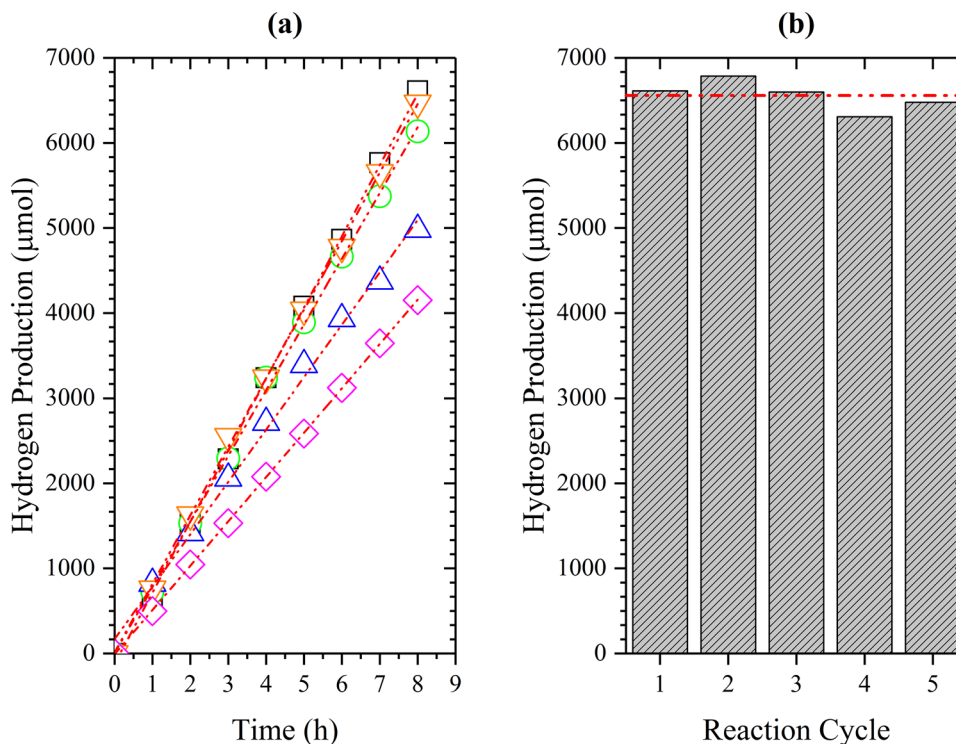 (a)
Hydrogen Production (μmol)
7000
6000
5000
4000
3000
2000
1000
0
0 1 2 3 4 5 6 7 8 9
Time (h)
(b)
Hydrogen Production (μmol)
7000
6000
5000
4000
3000
2000
1000
0
1 2 3 4 5
Reaction Cycle